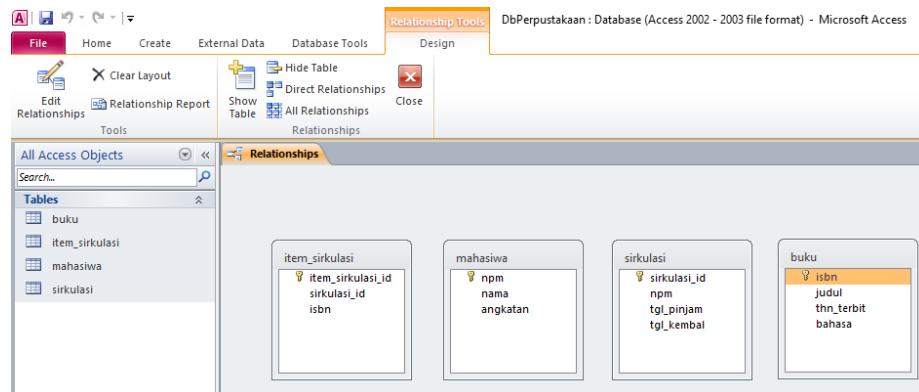 A
Relationship Tools
DbPerpustakaan : Database (Access 2002 - 2003 file format) - Microsoft Access
File Home Create External Data Database Tools Design
Edit Relationships
Clear Layout
Relationship Report
Tools
Show Table
Hide Table
Direct Relationships
All Relationships
Close
Relationships
All Access Objects
Search...
Tables
buku
item_sirkulasi
mahasiwa
sirkulasi
Relationships
item_sirkulasi
item_sirkulasi_id
sirkulasi_id
isbn
mahasiwa
npm
nama
angkatan
sirkulasi
sirkulasi_id
npm
tgl_pinjam
tgl_kembal
buku
isbn
judul
thn_terbit
bahasa